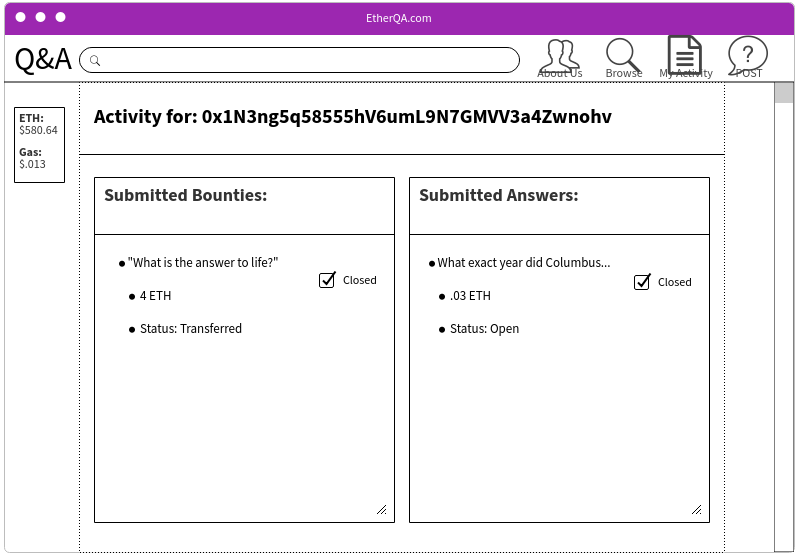 EtherQA.com
Q&A
About Us
Browse
My Activity
?
POST
ETH:
$580.64
Gas:
$.013
Activity for: 0x1N3ng5q58555hV6umL9N7GMVV3a4Zwnohv
Submitted Bounties:
"What is the answer to life?"
Closed
4 ETH
Status: Transferred
Submitted Answers:
What exact year did Columbus...
Closed
.03 ETH
Status: Open